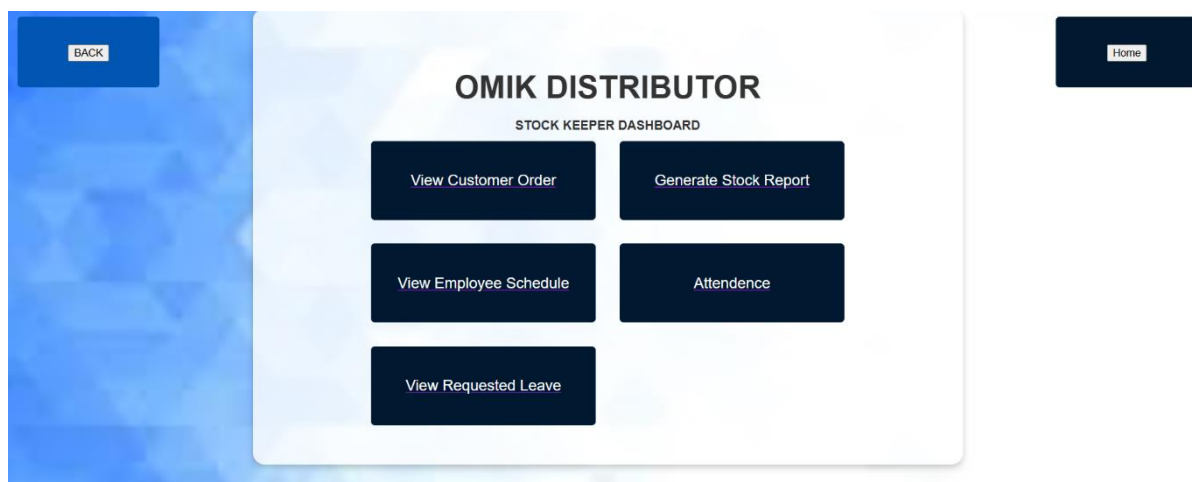 BACK
Home
OMIK DISTRIBUTOR
STOCK KEEPER DASHBOARD
View Customer Order
Generate Stock Report
View Employee Schedule
Attendence
View Requested Leave